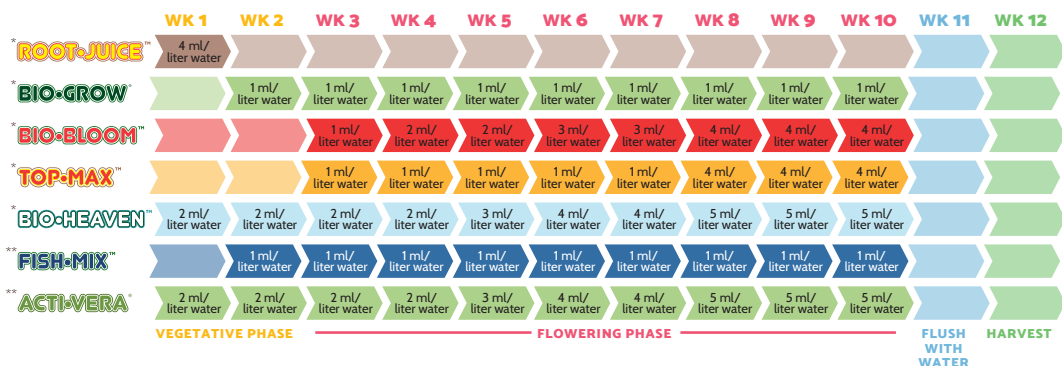 WK 1 WK 2 WK 3 WK 4 WK 5 WK 6 WK 7 WK 8 WK 9 WK 10 WK 11 WK 12
*ROOT•JUICE™ 4 ml/
liter water
*BIO•GROW® 1 ml/ 1 ml/ 1 ml/ 1 ml/ 1 ml/ 1 ml/ 1 ml/ 1 ml/ 1 ml/
liter water liter water liter water liter water liter water liter water liter water liter water liter water
*BIO•BLOOM™ 1 ml/ 2 ml/ 2 ml/ 3 ml/ 3 ml/ 4 ml/ 4 ml/ 4 ml/
liter water liter water liter water liter water liter water liter water liter water liter water
*TOP•MAX™ 1 ml/ 1 ml/ 1 ml/ 1 ml/ 1 ml/ 4 ml/ 4 ml/ 4 ml/
liter water liter water liter water liter water liter water liter water liter water liter water
*BIO•HEAVEN™ 2 ml/ 2 ml/ 2 ml/ 2 ml/ 3 ml/ 4 ml/ 4 ml/ 5 ml/ 5 ml/ 5 ml/
liter water liter water liter water liter water liter water liter water liter water liter water liter water liter water
**FISH•MIX™ 1 ml/ 1 ml/ 1 ml/ 1 ml/ 1 ml/ 1 ml/ 1 ml/ 1 ml/ 1 ml/
liter water liter water liter water liter water liter water liter water liter water liter water liter water
**ACTI•VERA® 2 ml/ 2 ml/ 2 ml/ 2 ml/ 3 ml/ 4 ml/ 4 ml/ 5 ml/ 5 ml/ 5 ml/
liter water liter water liter water liter water liter water liter water liter water liter water liter water liter water
VEGETATIVE PHASE FLOWERING PHASE FLUSH HARVEST
WITH
WATER